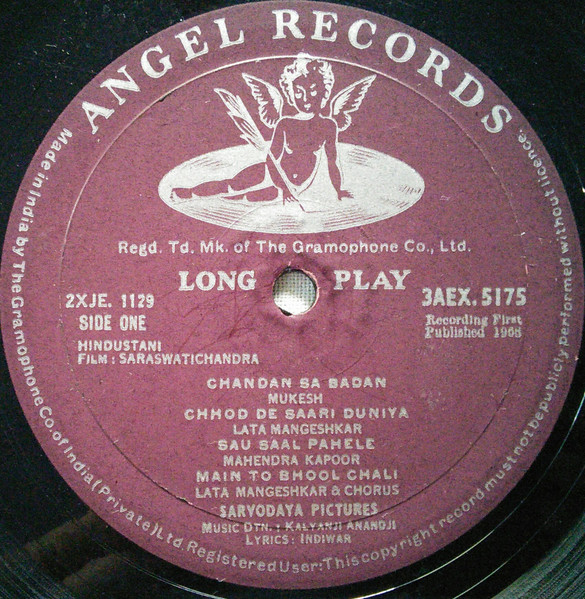 ANGEL RECORDS
Regd. Td. Mk. of The Gramophone Co., Ltd.
LONG PLAY
2XJE. 1129
SIDE ONE
3AEX. 5175
Recording First
Published 1968
HINDUSTANI
FILM : SARASWATICHANDRA
CHANDAN SA BADAN
MUKESH
CHHOD DE SAARI DUNIYA
LATA MANGESHKAR
SAU SAAL PAHELE
MAHENDRA KAPOOR
MAIN TO BHOOL CHALI
LATA MANGESHKAR & CHORUS
SARYODAYA PICTURES
MUSIC DTN. : KALYANJI ANANDJI
LYRICS : INDIWAR
Made in India by The Gramophone Co. of India (Private) Ltd. Registered User: This copyright record must not be publicly performed without licence.